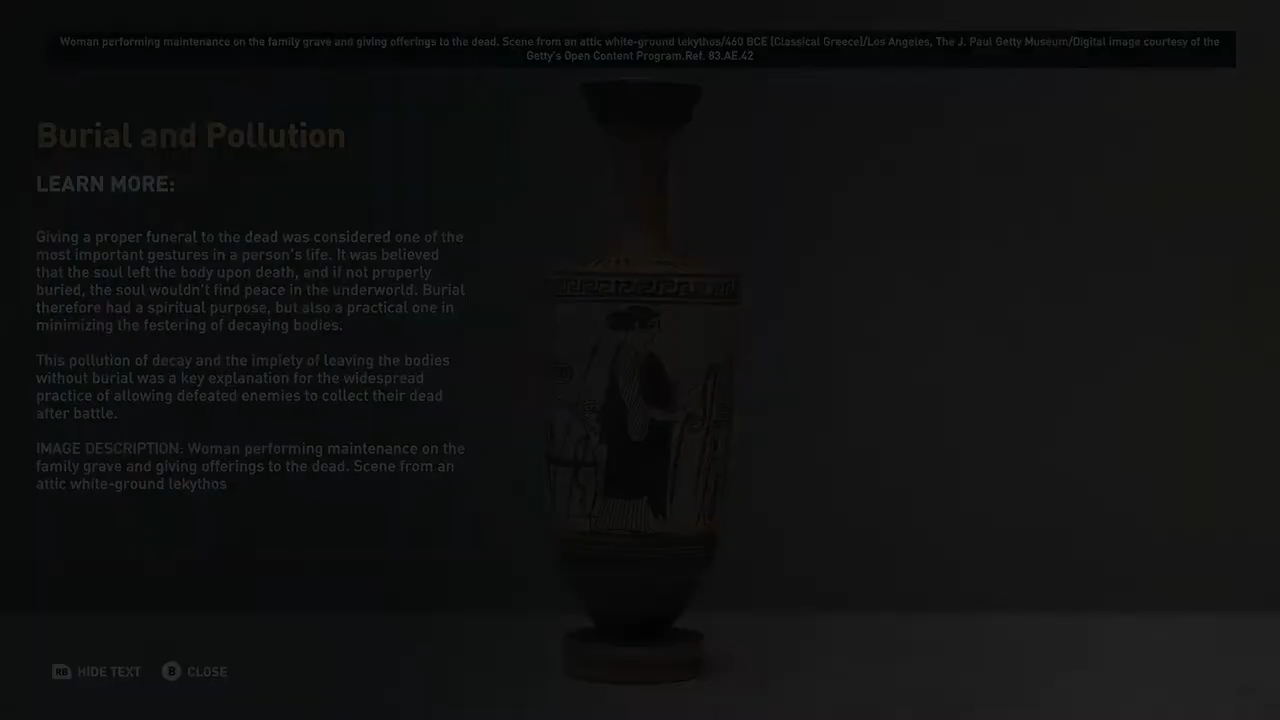 Woman performing maintenance on the family grave and giving offerings to the dead. Scene from an attic white-ground lekythos/460 BCE (Classical Greece)/Los Angeles, The J. Paul Getty Museum/Digital image courtesy of the
Getty's Open Content Program.Ref. 83.AE.42
Burial and Pollution
LEARN MORE:
Giving a proper funeral to the dead was considered one of the
most important gestures in a person's life. It was believed
that the soul left the body upon death, and if not properly
buried, the soul wouldn't find peace in the underworld. Burial
therefore had a spiritual purpose, but also a practical one in
minimizing the festering of decaying bodies.
This pollution of decay and the impiety of leaving the bodies
without burial was a key explanation for the widespread
practice of allowing defeated enemies to collect their dead
after battle.
IMAGE DESCRIPTION: Woman performing maintenance on the
family grave and giving offerings to the dead. Scene from an
attic white-ground lekythos
RB HIDE TEXT B CLOSE